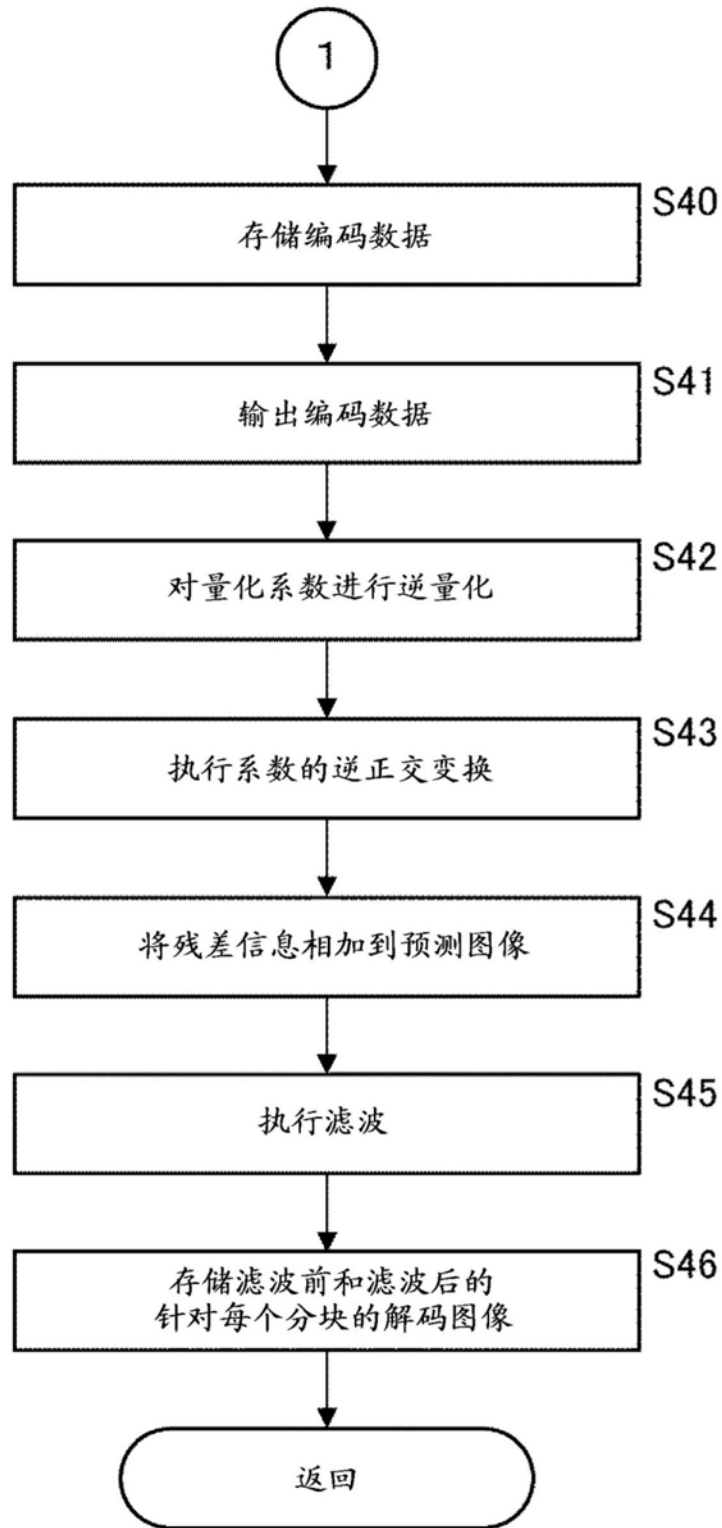 1
S40
存储编码数据
S41
输出编码数据
S42
对量化系数进行逆量化
S43
执行系数的逆正交变换
S44
将残差信息相加到预测图像
S45
执行滤波
S46
存储滤波前和滤波后的
针对每个分块的解码图像
返回